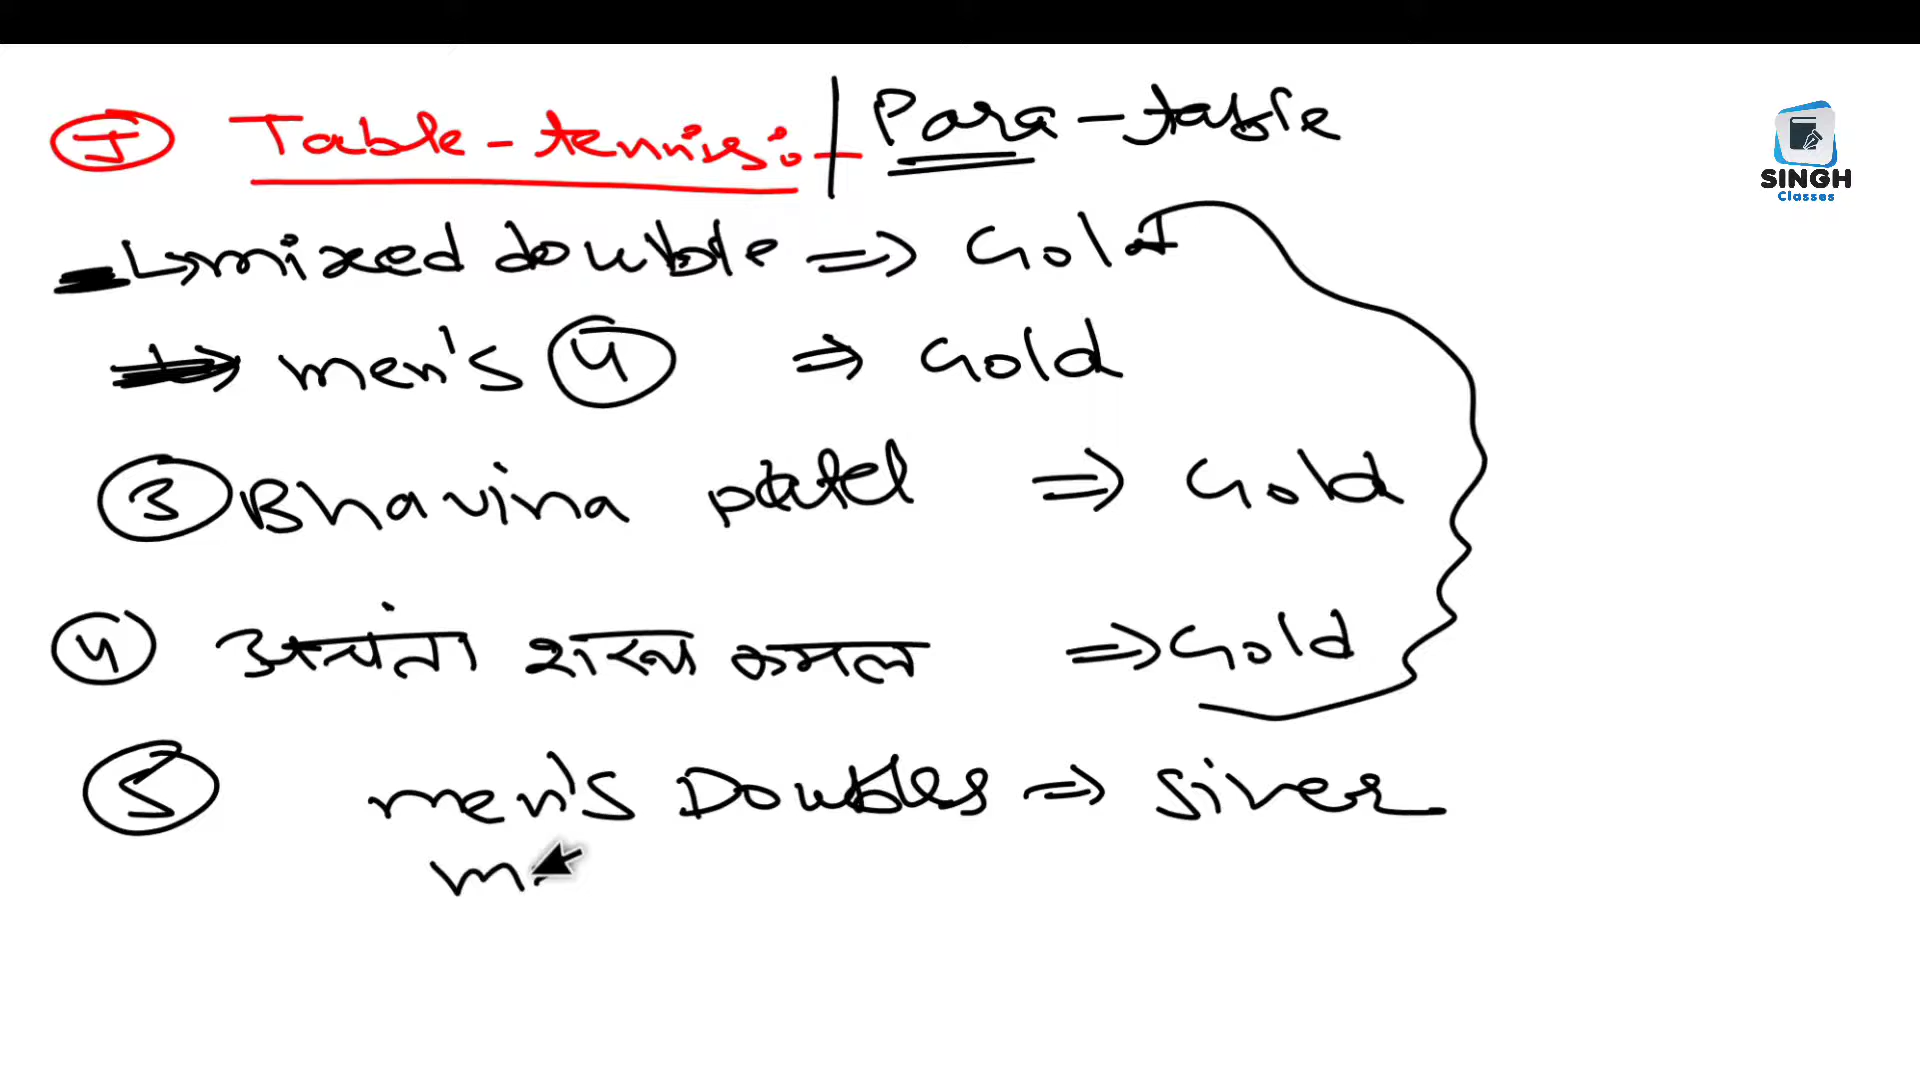 J Table-tennis:- | Para-table
SINGH
Classes
↳ mixed double ⇒ Gold
→ men's 4 ⇒ Gold
3 Bhavina patel ⇒ Gold
4 अचंता शरथ कमल ⇒ Gold
5 men's Doubles ⇒ Silver
m